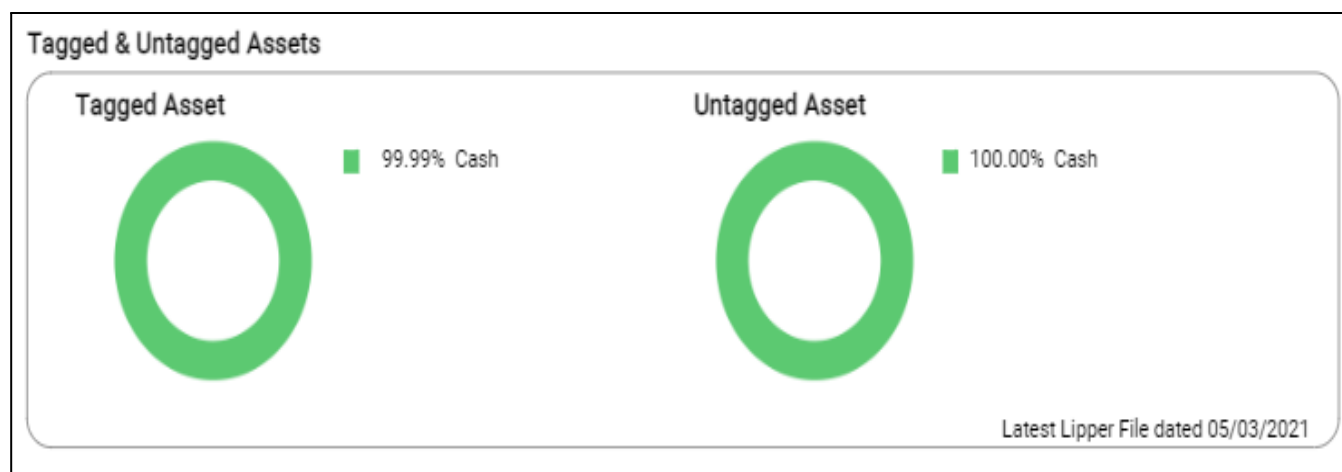 Tagged & Untagged Assets
Tagged Asset
99.99% Cash
Untagged Asset
100.00% Cash
Latest Lipper File dated 05/03/2021